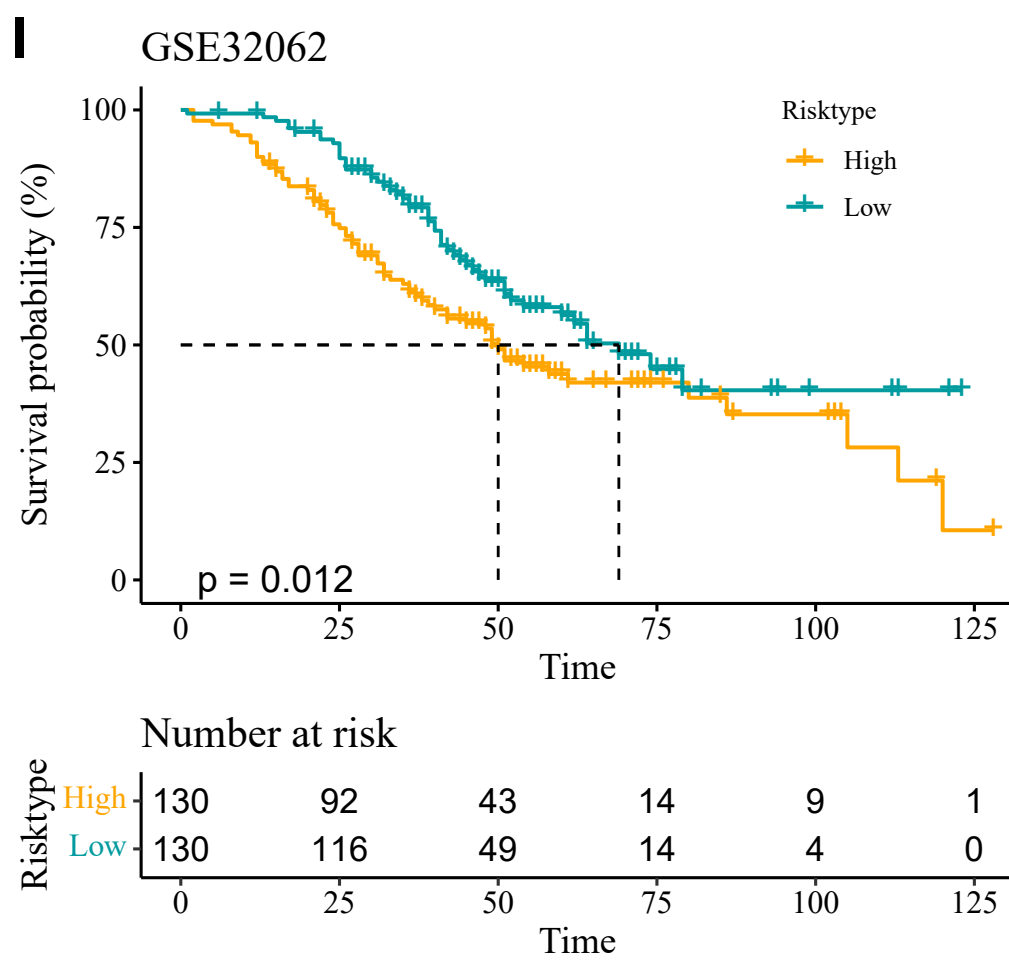 I
GSE32062
Survival probability (%)
100
75
50
25
0
Risktype
High
Low
p = 0.012
0 25 50 75 100 125
Time
Number at risk
Risktype
High 130 92 43 14 9 1
Low 130 116 49 14 4 0
0 25 50 75 100 125
Time